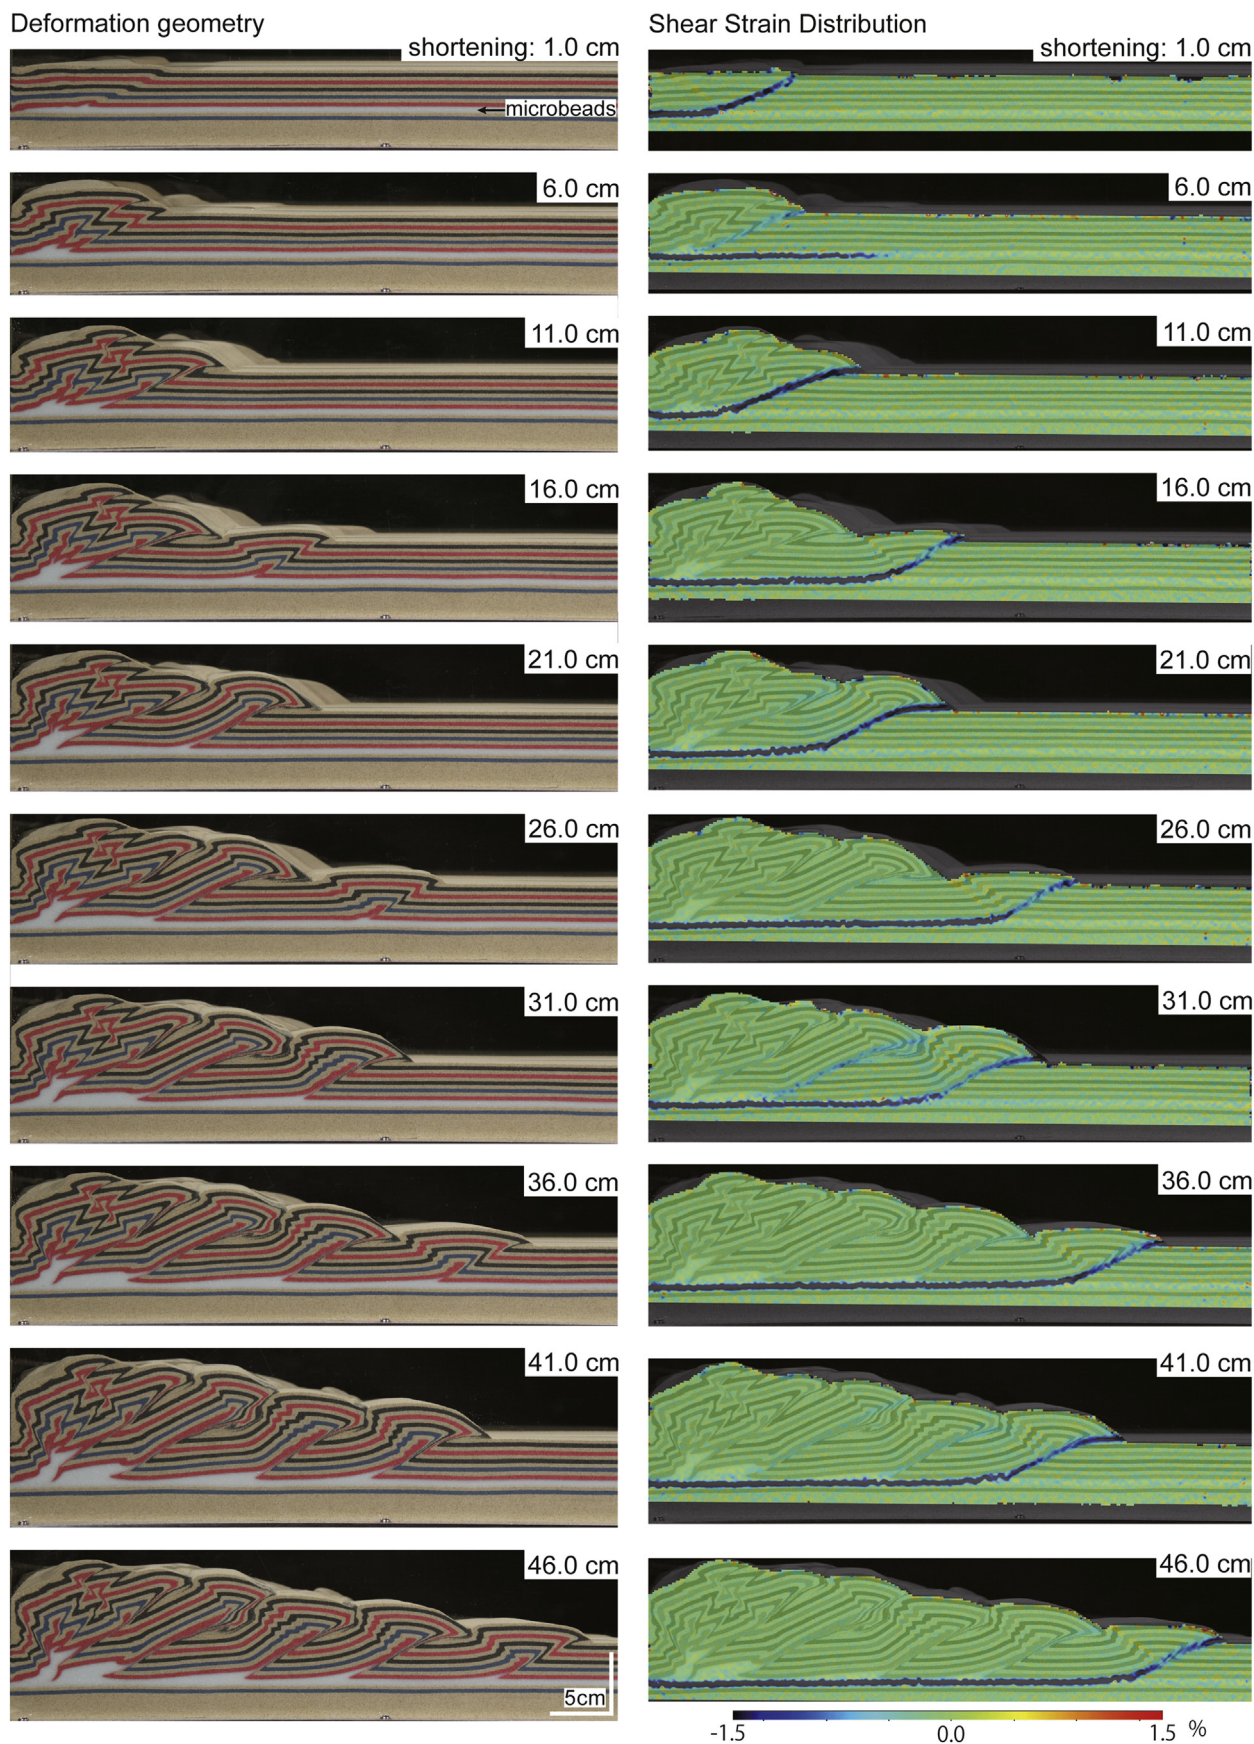 Deformation geometry
Shear Strain Distribution
shortening: 1.0 cm
shortening: 1.0 cm
microbeads
6.0 cm
6.0 cm
11.0 cm
11.0 cm
16.0 cm
16.0 cm
21.0 cm
21.0 cm
26.0 cm
26.0 cm
31.0 cm
31.0 cm
36.0 cm
36.0 cm
41.0 cm
41.0 cm
46.0 cm
46.0 cm
5cm
-1.5 0.0 1.5 %